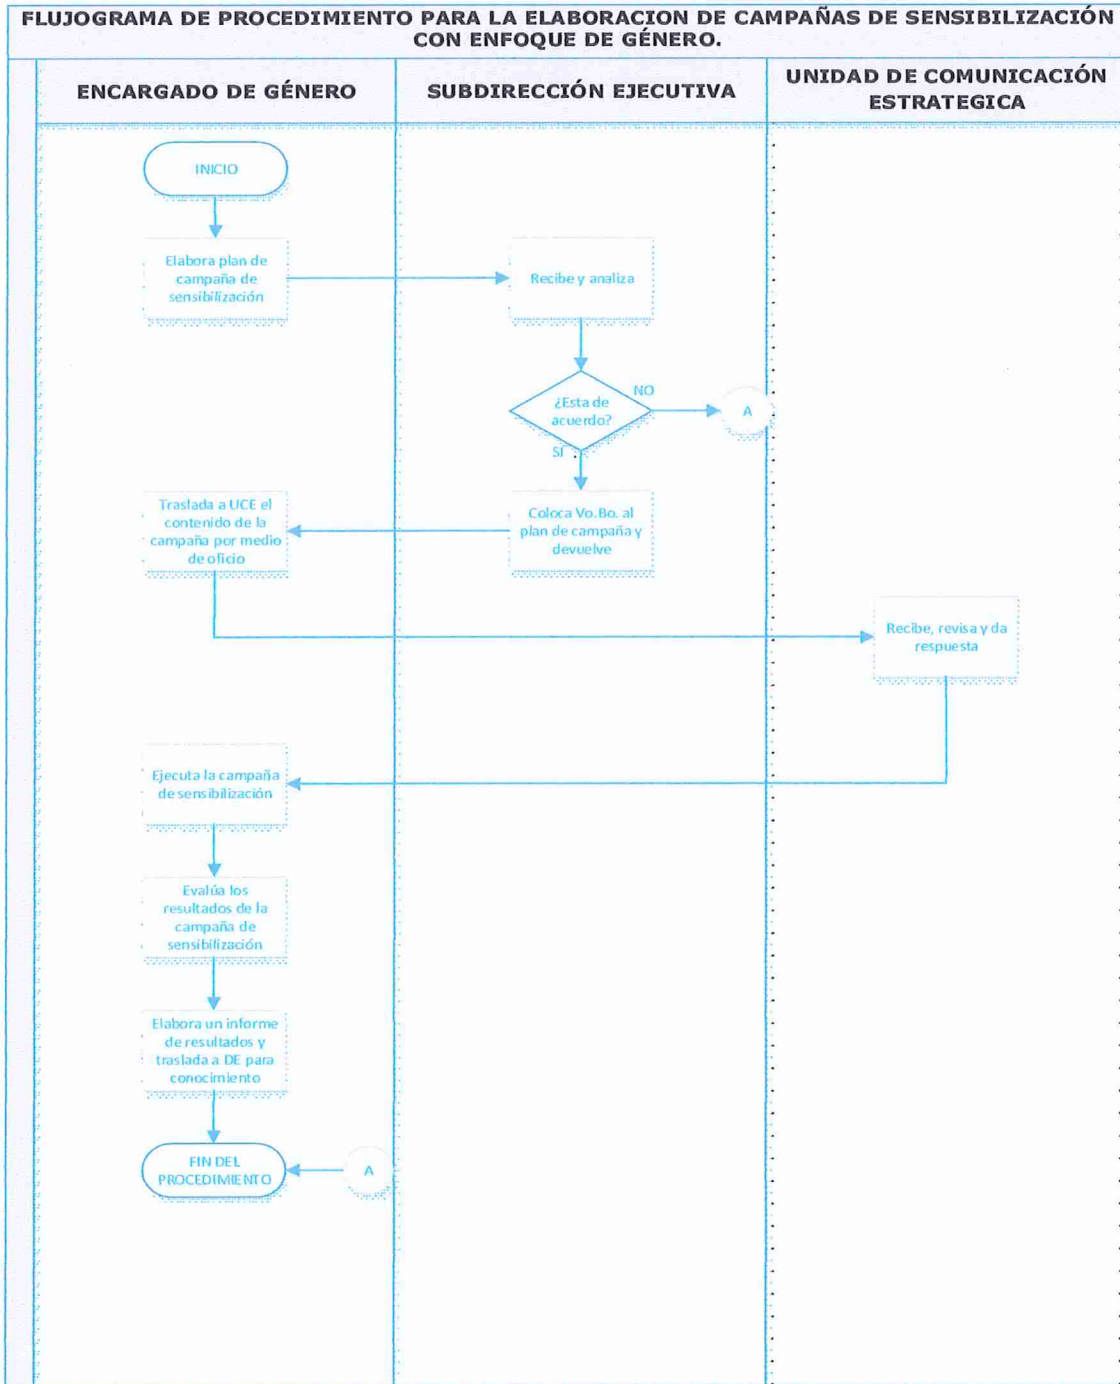 FLUJOGRAMA DE PROCEDIMIENTO PARA LA ELABORACION DE CAMPAÑAS DE SENSIBILIZACIÓN
CON ENFOQUE DE GÉNERO.
ENCARGADO DE GÉNERO
SUBDIRECCIÓN EJECUTIVA
UNIDAD DE COMUNICACIÓN
ESTRATEGICA
INICIO
Elabora plan de
campaña de
sensibilización
Recibe y analiza
¿Esta de
acuerdo?
NO
A
SI
Coloca Vo.Bo. al
plan de campaña y
devuelve
Traslada a UCE el
contenido de la
campaña por medio
de oficio
Recibe, revisa y da
respuesta
Ejecuta la campaña
de sensibilización
Evalúa los
resultados de la
campaña de
sensibilización
Elabora un informe
de resultados y
traslada a DE para
conocimiento
FIN DEL
PROCEDIMIENTO
A